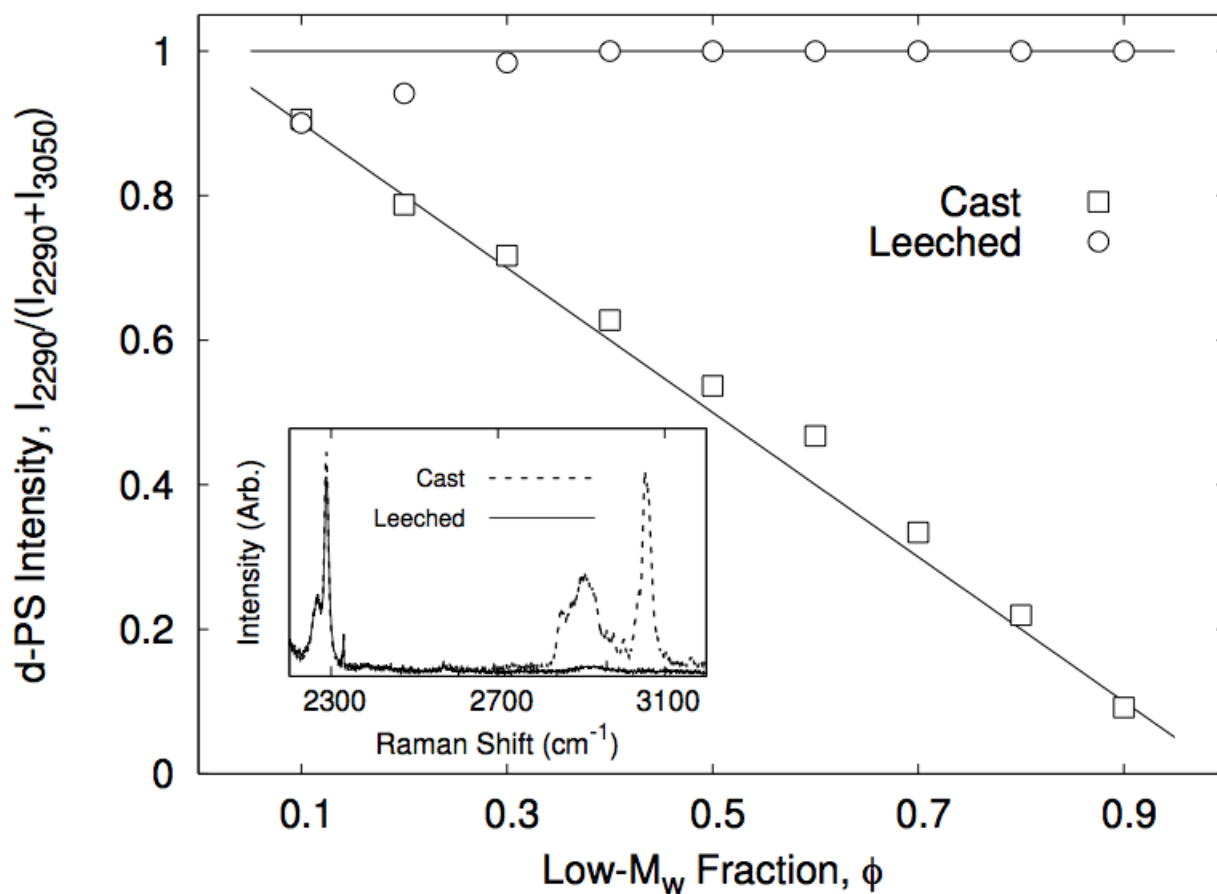 d-PS Intensity, I2290/(I2290+I3050)
1
0.8
0.6
0.4
0.2
0
Cast
Leeched
Intensity (Arb.)
Cast
Leeched
2300 2700 3100
Raman Shift (cm-1)
0.1 0.3 0.5 0.7 0.9
Low-Mw Fraction, ϕ